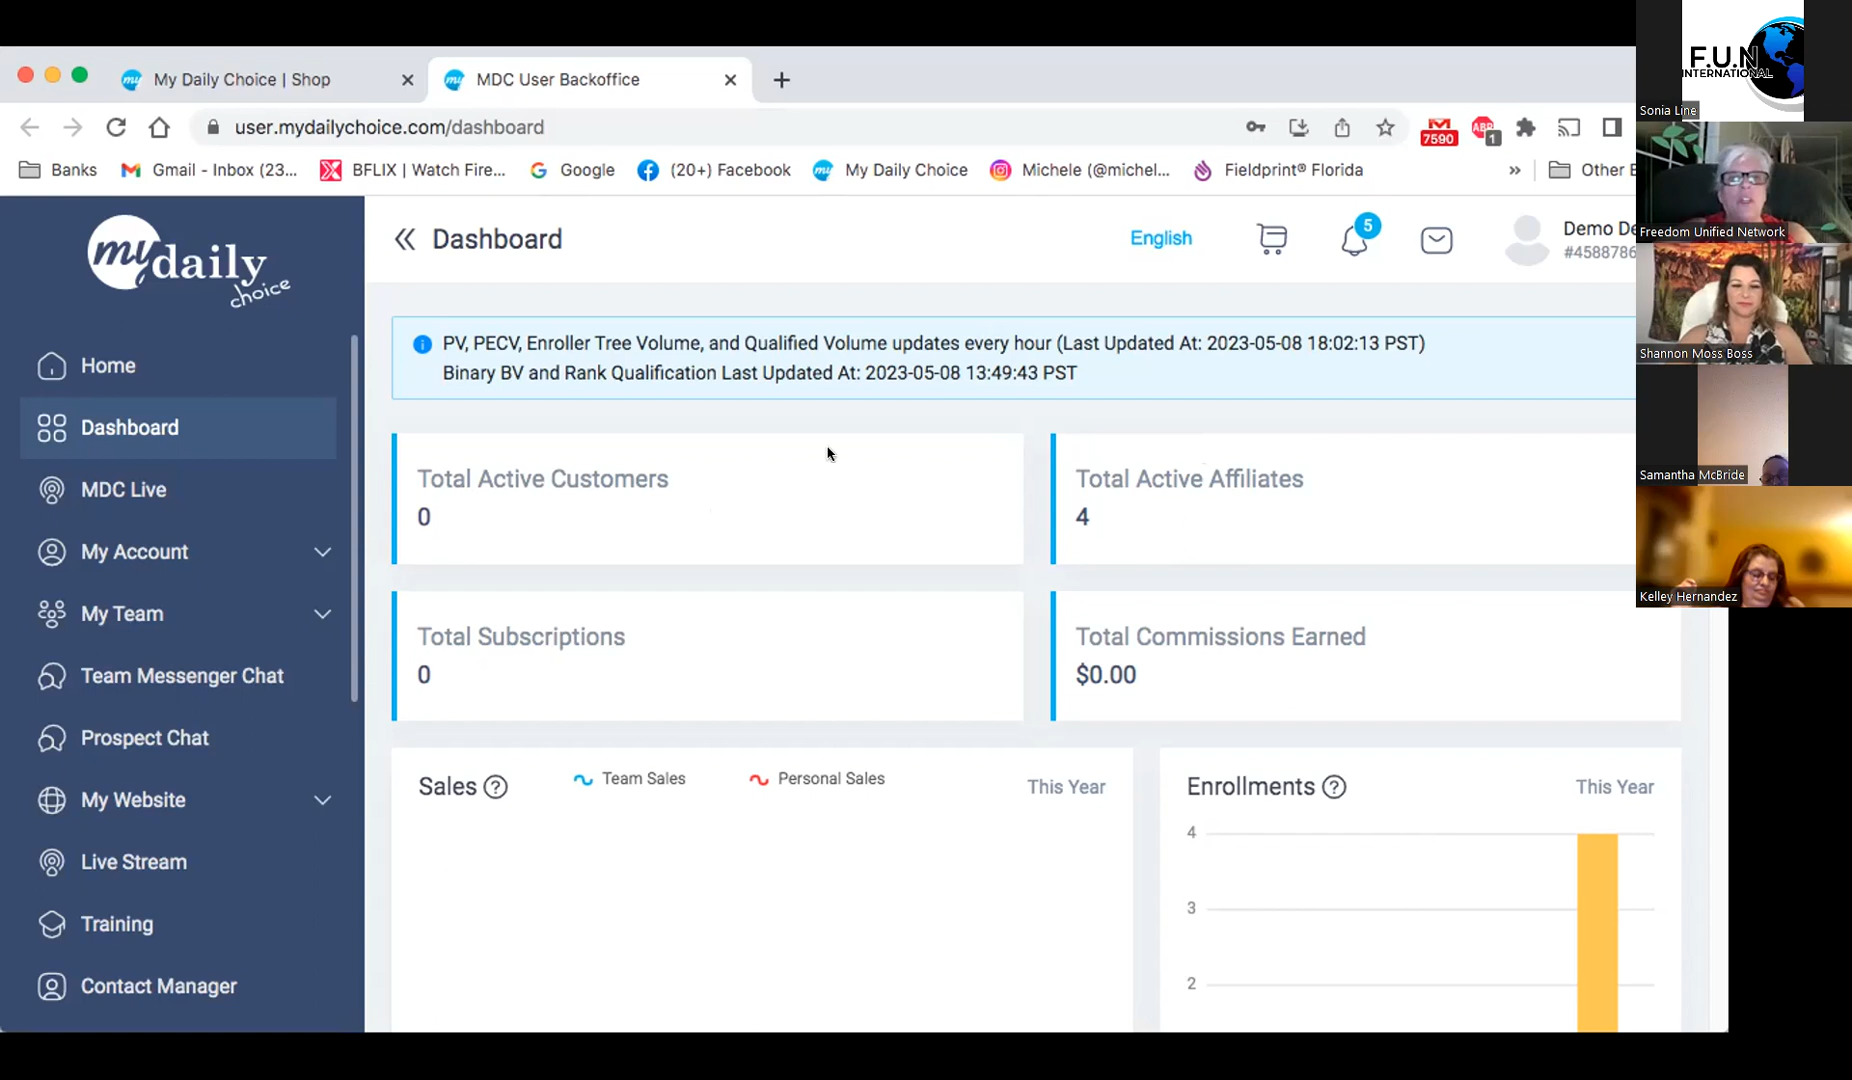 My Daily Choice | Shop
MDC User Backoffice
user.mydailychoice.com/dashboard
7590
ABP
1
Banks
Gmail - Inbox (23...
BFLIX | Watch Fire...
Google
(20+) Facebook
My Daily Choice
Michele (@michel...
Fieldprint® Florida
Other
my daily choice
Home
Dashboard
MDC Live
My Account
My Team
Team Messenger Chat
Prospect Chat
My Website
Live Stream
Training
Contact Manager
Dashboard
English
5
Demo
#4588786
PV, PECV, Enroller Tree Volume, and Qualified Volume updates every hour (Last Updated At: 2023-05-08 18:02:13 PST)
Binary BV and Rank Qualification Last Updated At: 2023-05-08 13:49:43 PST
Total Active Customers
0
Total Active Affiliates
4
Total Subscriptions
0
Total Commissions Earned
$0.00
Sales
Team Sales
Personal Sales
This Year
Enrollments
This Year
4
3
2
F.U.N
INTERNATIONAL
Sonia Line
Freedom Unified Network
Shannon Moss Boss
Samantha McBride
Kelley Hernandez